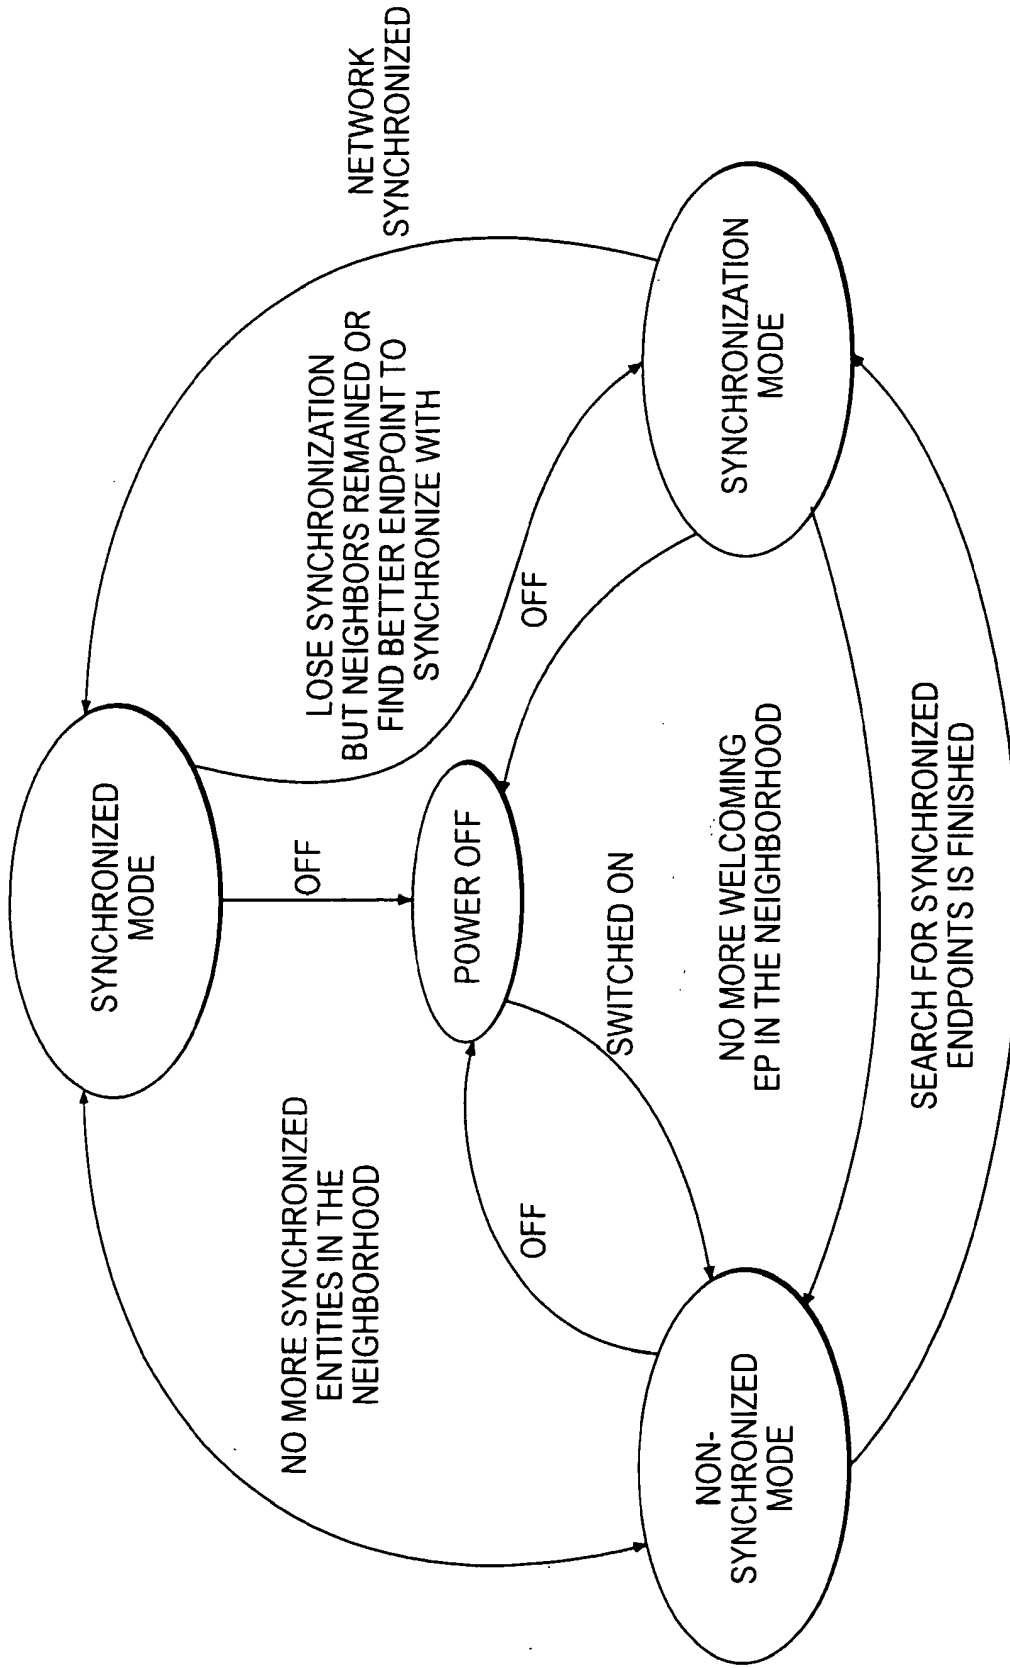 SYNCHRONIZED
MODE
NETWORK
SYNCHRONIZED
NO MORE SYNCHRONIZED
ENTITIES IN THE
NEIGHBORHOOD
OFF
LOSE SYNCHRONIZATION
BUT NEIGHBORS REMAINED OR
FIND BETTER ENDPOINT TO
SYNCHRONIZE WITH
POWER OFF
OFF
OFF
SWITCHED ON
NON-
SYNCHRONIZED
MODE
NO MORE WELCOMING
EP IN THE NEIGHBORHOOD
SYNCHRONIZATION
MODE
SEARCH FOR SYNCHRONIZED
ENDPOINTS IS FINISHED